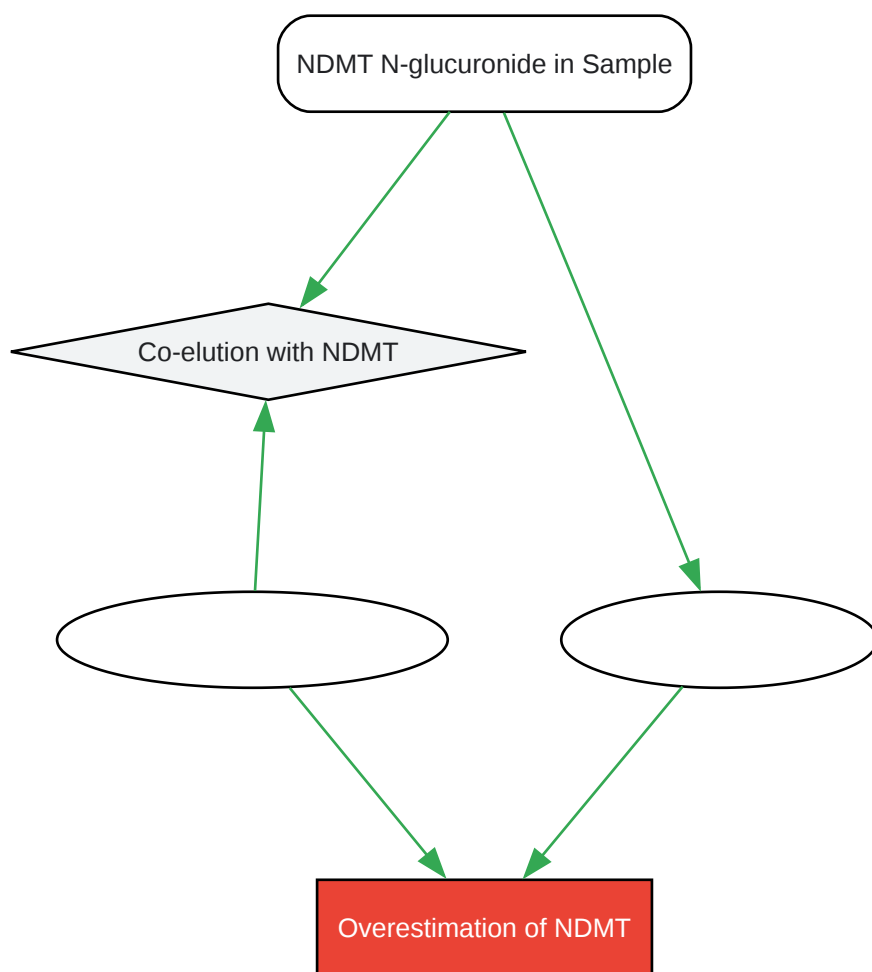 NDMT N-glucuronide in Sample
Co-elution with NDMT
Overestimation of NDMT